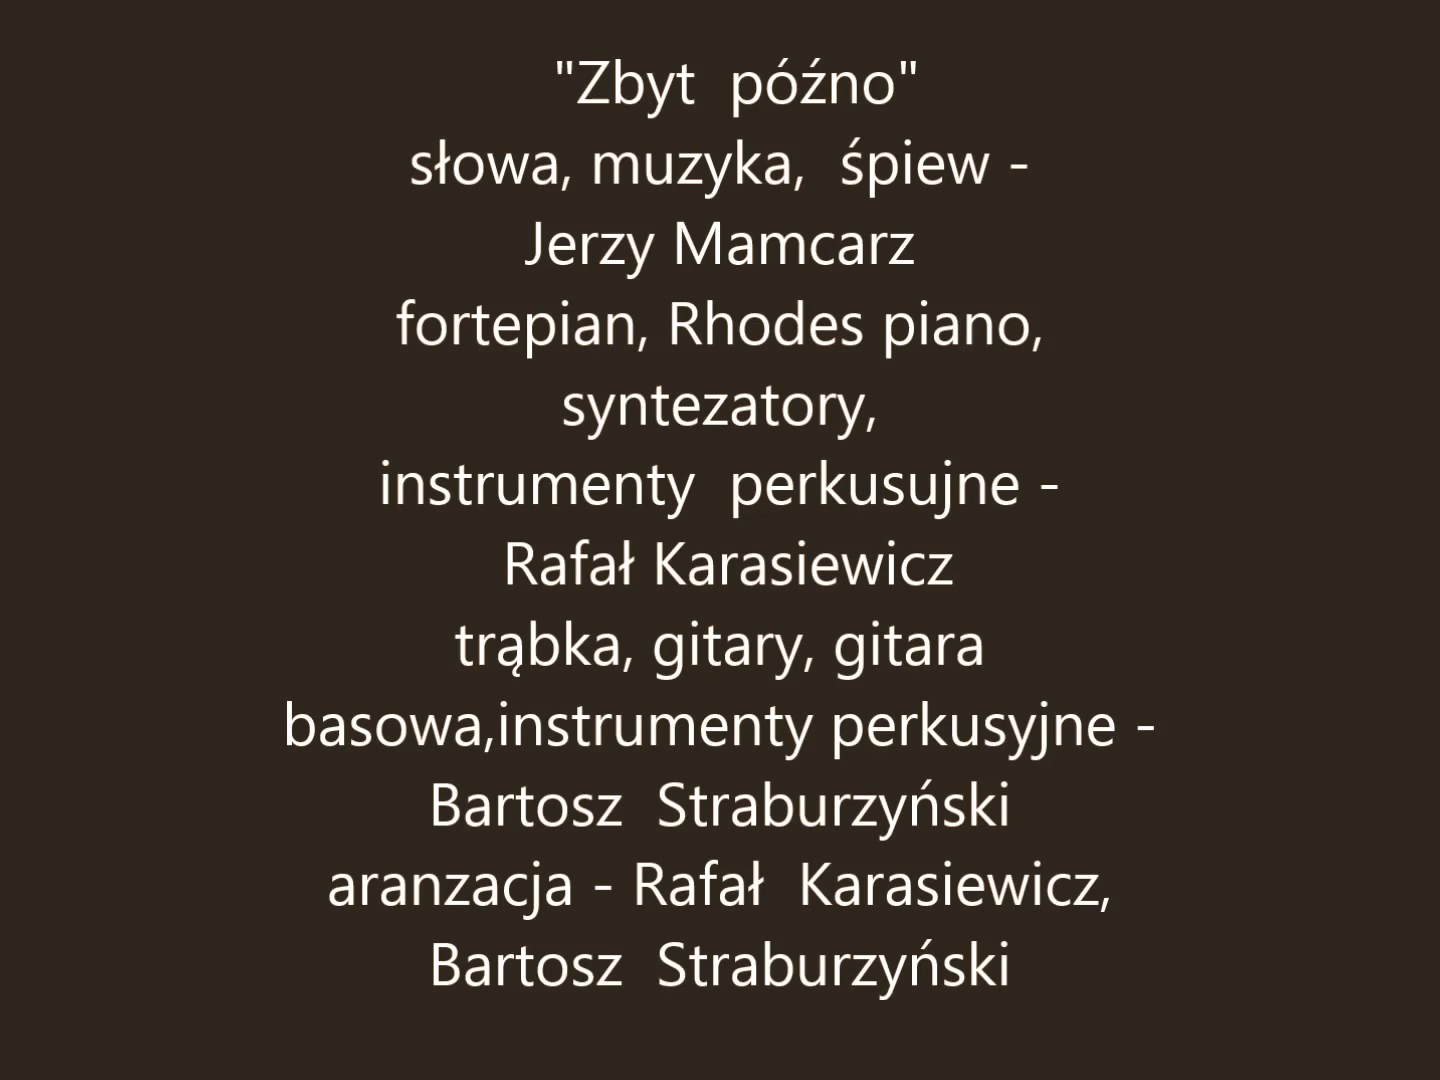 "Zbyt  późno"
słowa, muzyka,  śpiew -
Jerzy Mamcarz
fortepian, Rhodes piano,
syntezatory,
instrumenty  perkusujne -
Rafał Karasiewicz
trąbka, gitary, gitara
basowa,instrumenty perkusyjne -
Bartosz  Straburzyński
aranzacja - Rafał  Karasiewicz,
Bartosz  Straburzyński